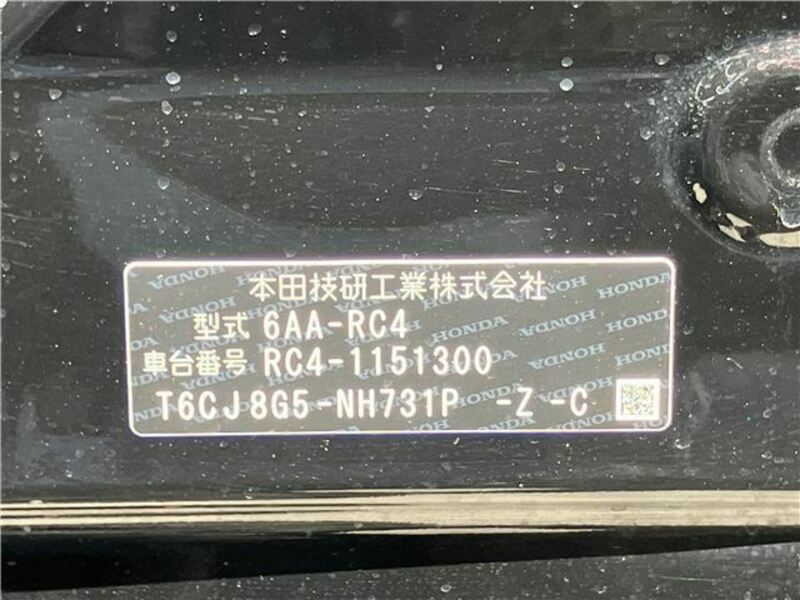 本田技研工業株式会社
型式 6AA-RC4
車台番号 RC4-1151300
T6CJ8G5-NH731P -Z -C